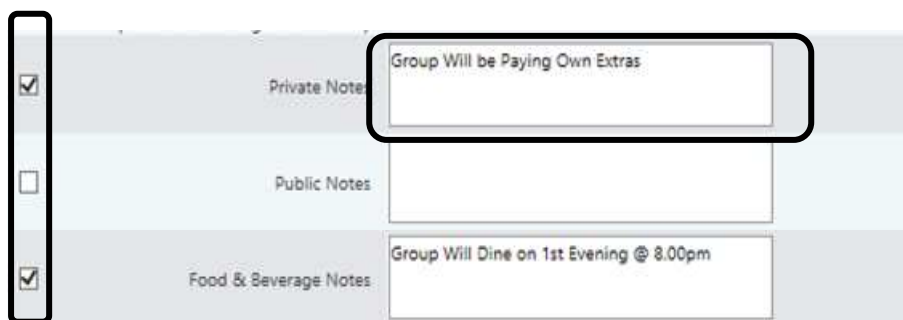 Group Will be Paying Own Extras
Private Notes
Public Notes
Group Will Dine on 1st Evening @ 8.00pm
Food & Beverage Notes